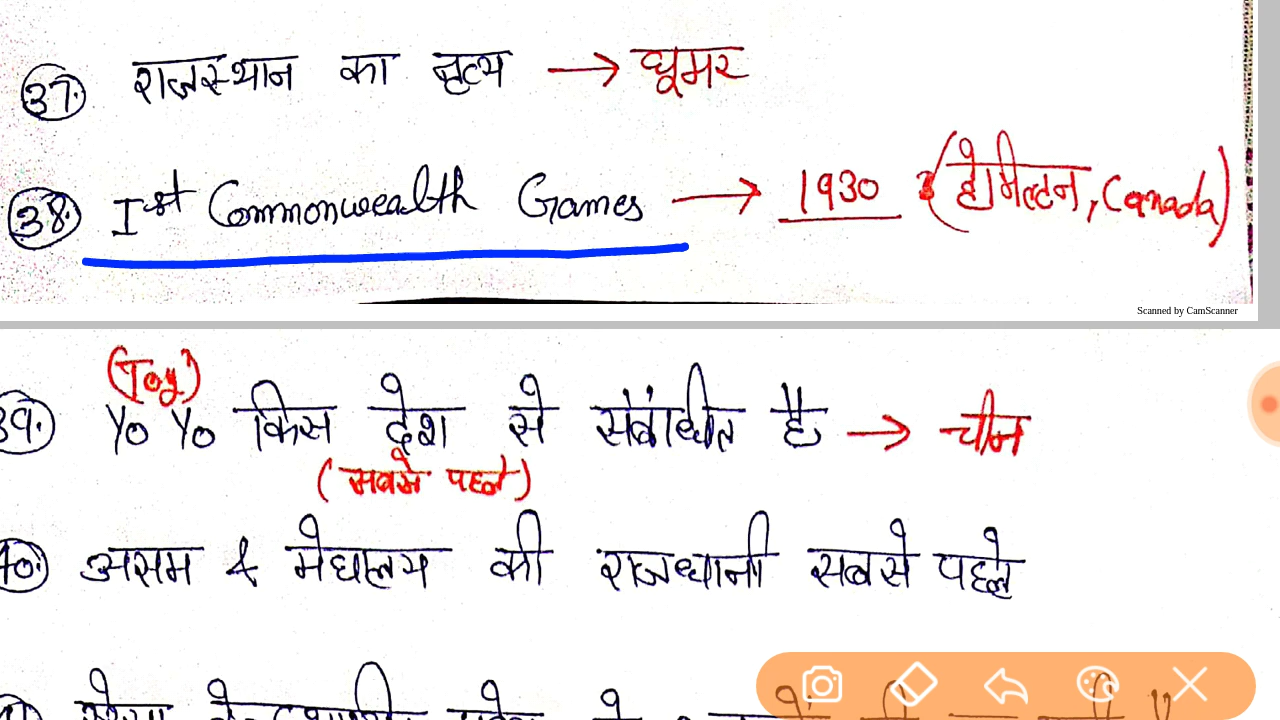 37. राजस्थान का नृत्य → घूमर
38. Ist Commonwealth Games → 1930 (हेमिल्टन, Canada)
Scanned by CamScanner
(Toy)
39. Yo Yo किस देश से संबंधित है → चीन
(सबसे पहले)
40. असम & मेघालय की राजधानी सबसे पहले